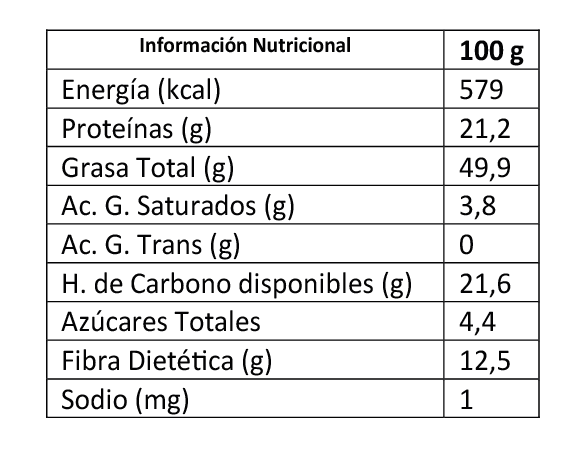 Información Nutricional 100 g
Energía (kcal) 579
Proteínas (g) 21,2
Grasa Total (g) 49,9
Ac. G. Saturados (g) 3,8
Ac. G. Trans (g) 0
H. de Carbono disponibles (g) 21,6
Azúcares Totales 4,4
Fibra Dietética (g) 12,5
Sodio (mg) 1